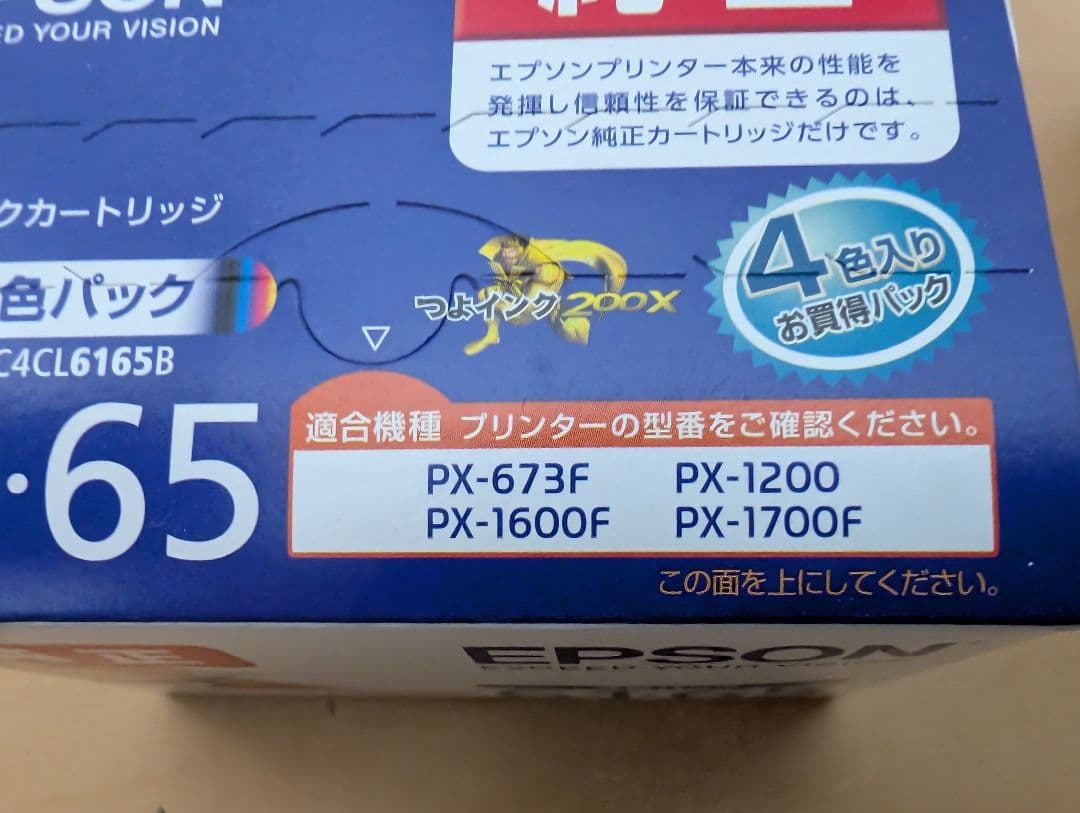 ED YOUR VISION
エプソンプリンター本来の性能を
発揮し信頼性を保証できるのは、
エプソン純正カートリッジだけです。
クカートリッジ
色パック
C4CL6165B
つよインク200X
4色入り
お買得パック
・65
適合機種 プリンターの型番をご確認ください。
PX-673F PX-1200
PX-1600F PX-1700F
この面を上にしてください。
EPSON